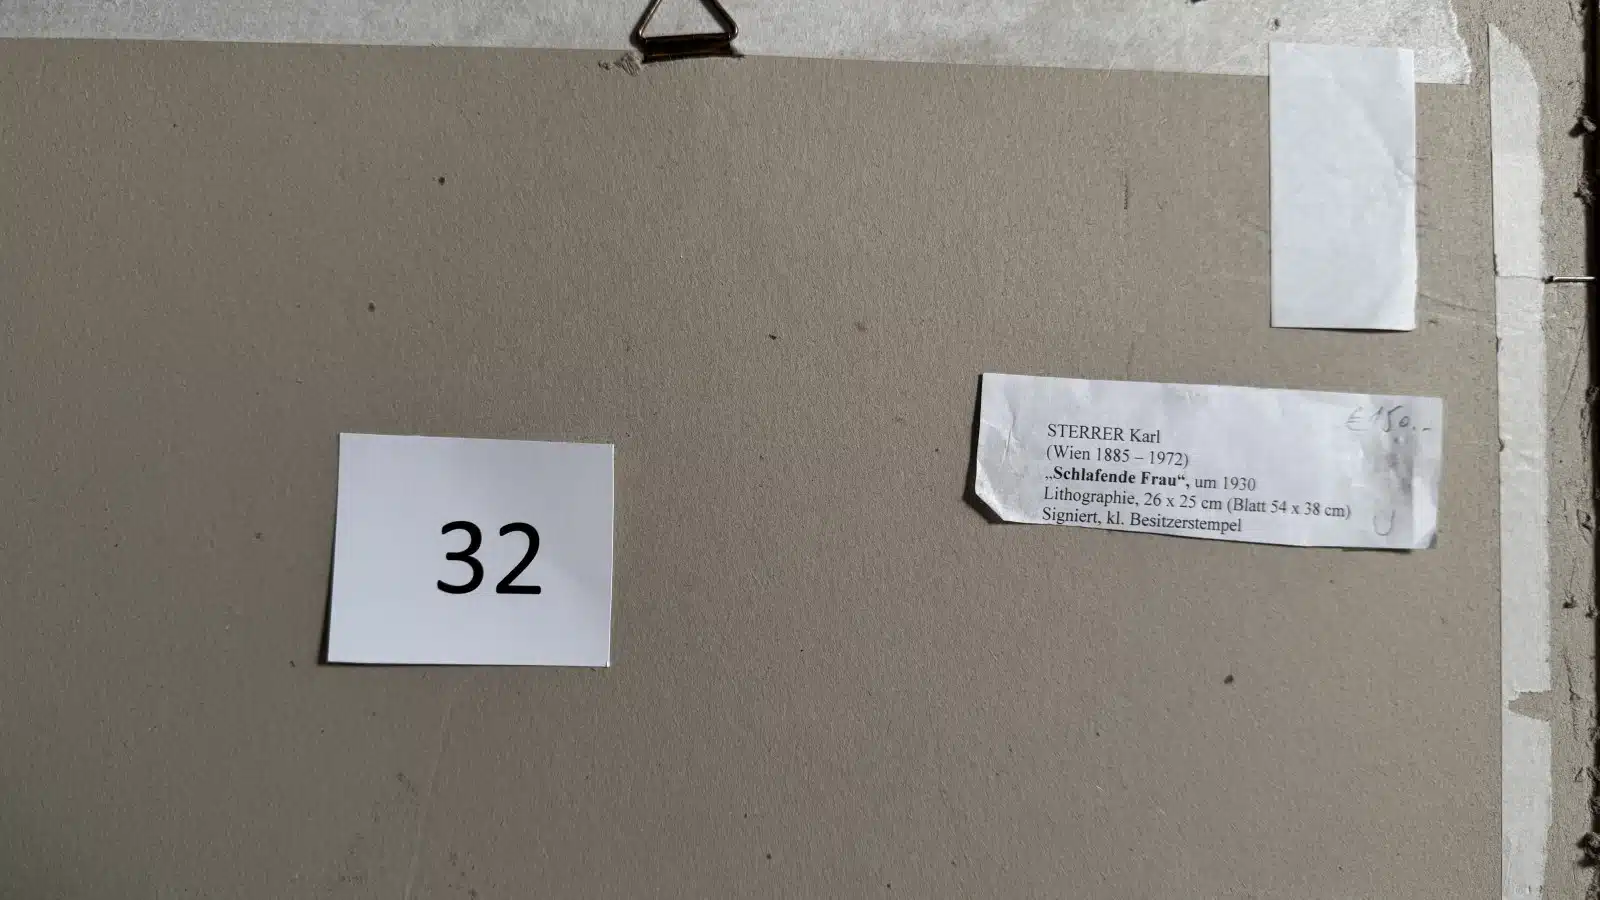 32
€ 150.-
STERRER Karl
(Wien 1885 – 1972)
„Schlafende Frau“, um 1930
Lithographie, 26 x 25 cm (Blatt 54 x 38 cm)
Signiert, kl. Besitzerstempel
U